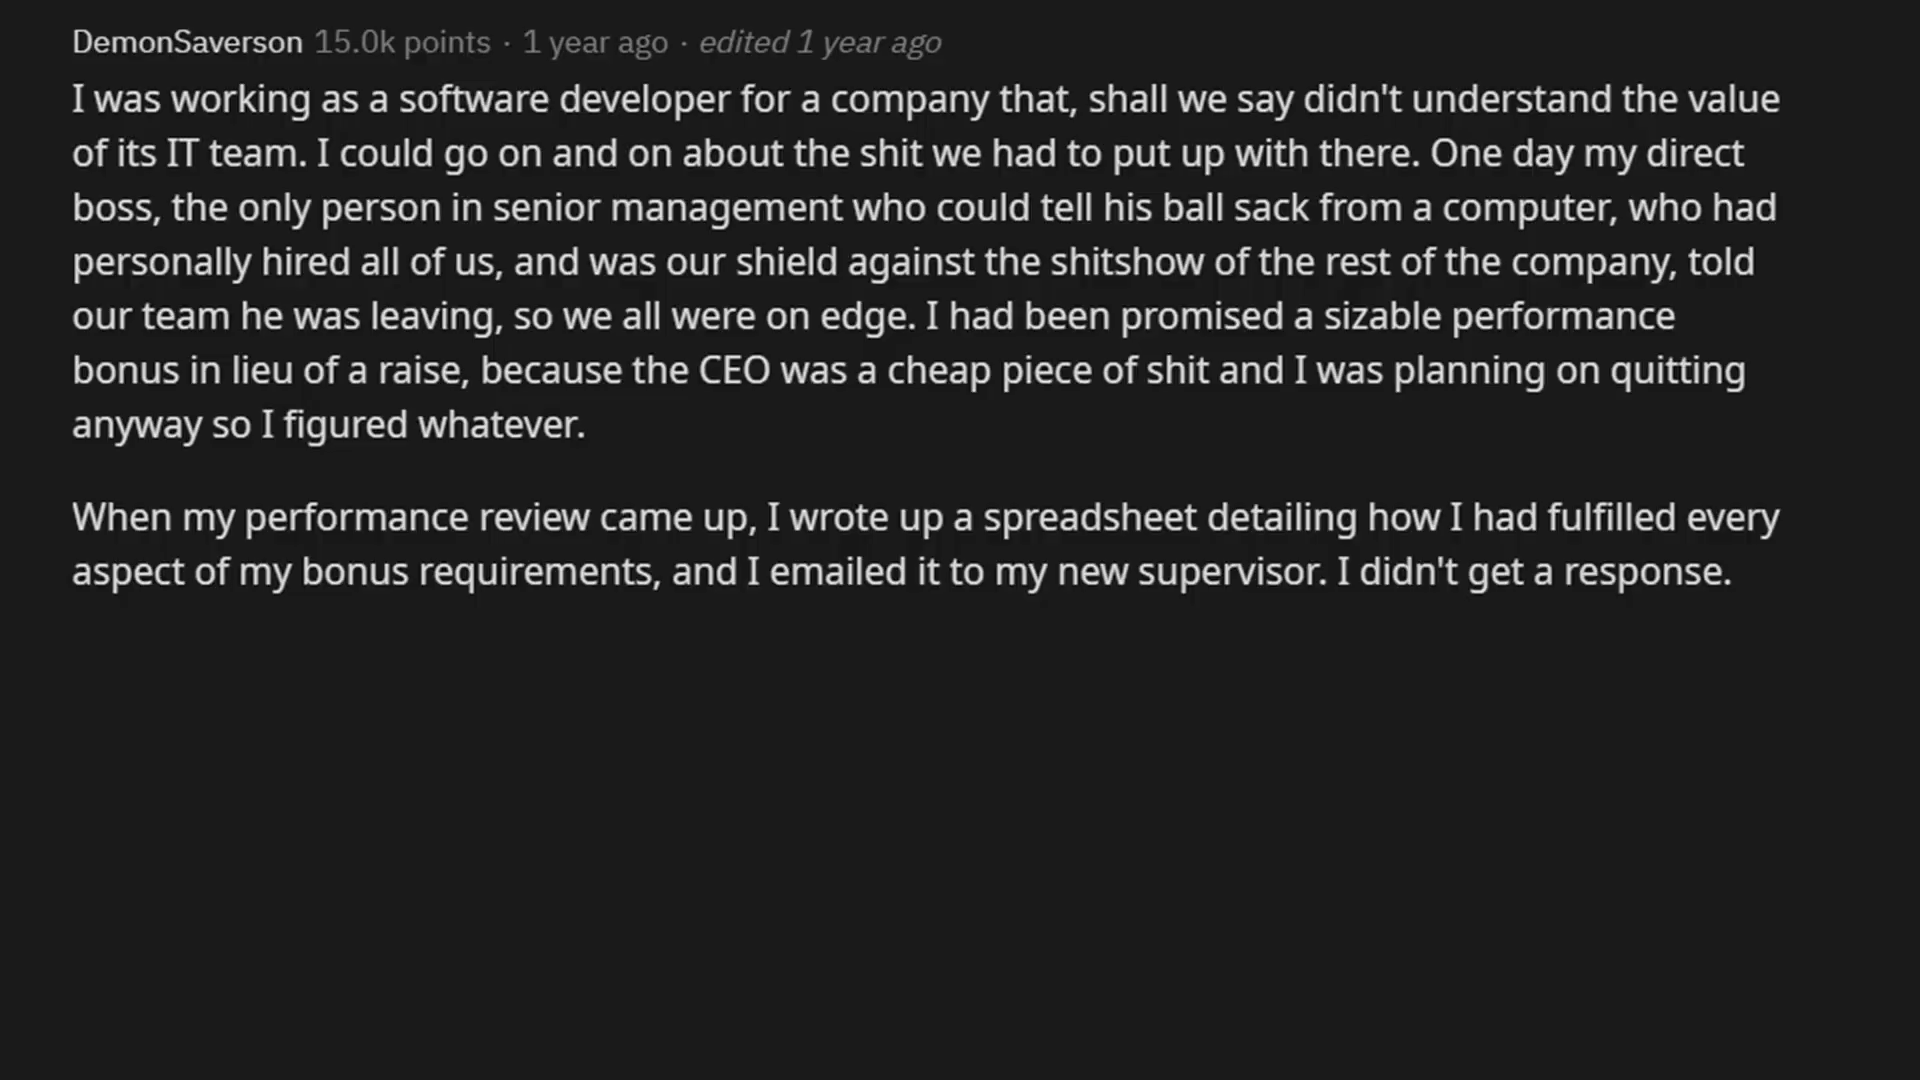 DemonSaverson 15.0k points · 1 year ago · edited 1 year ago
I was working as a software developer for a company that, shall we say didn't understand the value
of its IT team. I could go on and on about the shit we had to put up with there. One day my direct
boss, the only person in senior management who could tell his ball sack from a computer, who had
personally hired all of us, and was our shield against the shitshow of the rest of the company, told
our team he was leaving, so we all were on edge. I had been promised a sizable performance
bonus in lieu of a raise, because the CEO was a cheap piece of shit and I was planning on quitting
anyway so I figured whatever.
When my performance review came up, I wrote up a spreadsheet detailing how I had fulfilled every
aspect of my bonus requirements, and I emailed it to my new supervisor. I didn't get a response.